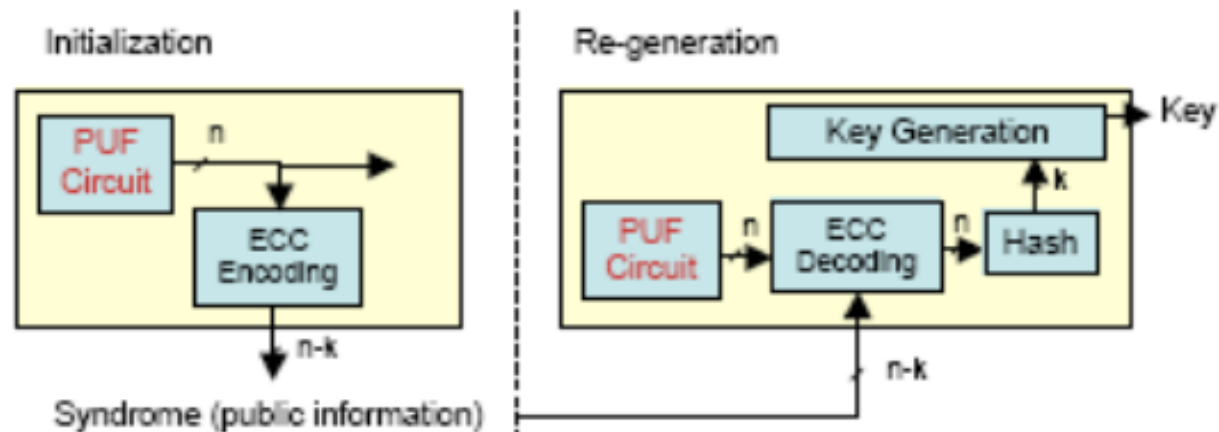 Initialization
PUF
Circuit
n
ECC
Encoding
n-k
Syndrome (public information)
Re-generation
Key Generation
Key
k
PUF
Circuit
n
ECC
Decoding
n
Hash
n-k